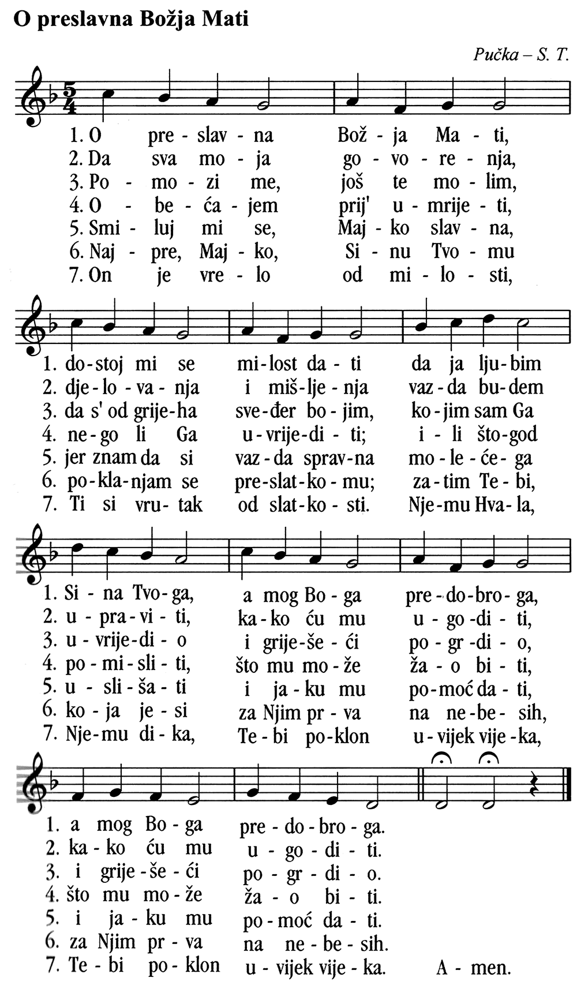 O preslavna Božja Mati
Pučka – S. T.
5
4
1. O pre - slav - na Bož - ja Ma - ti,
2. Da sva mo - ja go - vo - re - nja,
3. Po - mo - zi me, još te mo - lim,
4. O - be - ća - jem prij' u - mrije - ti,
5. Smi - luj mi se, Maj - ko slav - na,
6. Naj - pre, Maj - ko, Si - nu Tvo - mu
7. On je vre - lo od mi - lo - sti,
1. do-stoj mi se mi-lost da - ti da ja lju-bim
2. dje-lo - va - nja i miš-lje - nja vaz-da bu-dem
3. da s' od grije-ha sve-đer bo - jim, ko-jim sam Ga
4. ne-go li Ga u-vrije-di - ti; i - li što-god
5. jer znam da si vaz-da sprav-na mo-le-će-ga
6. po-kla-njam se pre-slat-ko-mu; za-tim Te-bi,
7. Ti si vru-tak od slat-ko-sti. Nje-mu Hva-la,
1. Si - na Tvo-ga, a mog Bo - ga pre-do-bro-ga,
2. u - pra-vi - ti, ka-ko ću mu u - go -di - ti,
3. u - vrije-di - o i grije-še-ći po - gr -di - o,
4. po-mi-sli - ti, što mu mo-že ža - o bi - ti,
5. u - sli-ša-ti i ja-ku mu po-moć da-ti,
6. ko - ja je-si za Njim pr - va na ne-be- sih,
7. Nje-mu di-ka, Te-bi po-klon u-vijek vije-ka,
1. a mog Bo - ga pre-do-bro-ga.
2. ka - ko ću mu u - go - di - ti.
3. i grije-še - ći po - gr - di - o.
4. što mu mo-že ža - o bi - ti.
5. i ja - ku mu po-moć da - ti.
6. za Njim pr - va na ne-be- sih.
7. Te - bi po-klon u-vijek vije-ka. A - men.